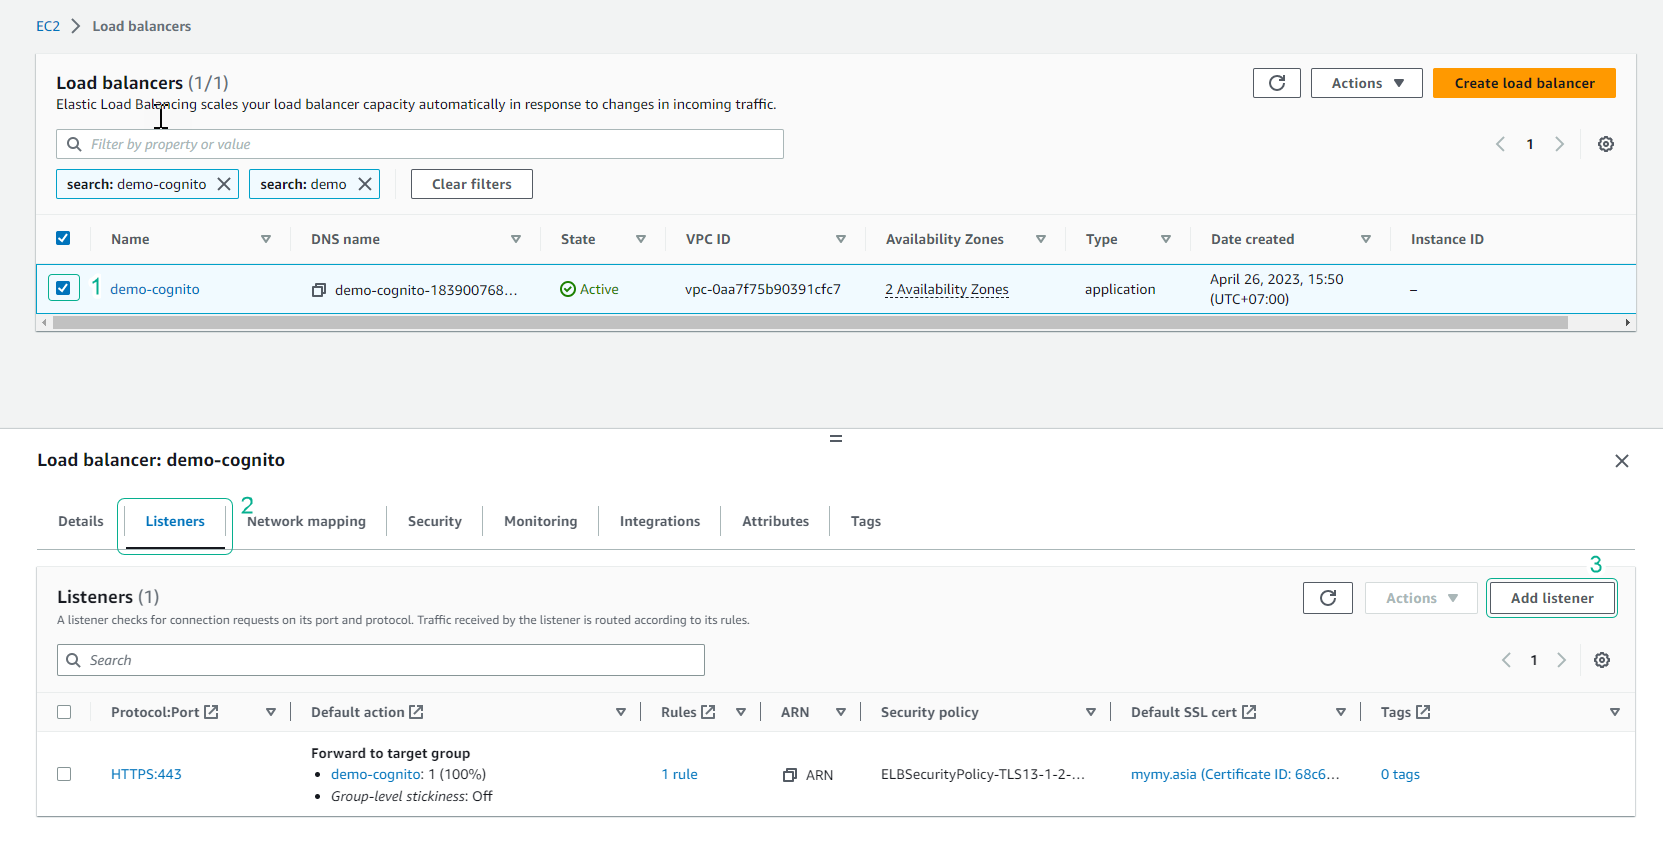 EC2 > Load balancers
Load balancers (1/1)
Elastic Load Balancing scales your load balancer capacity automatically in response to changes in incoming traffic.
Actions
Create load balancer
Filter by property or value
1
search: demo-cognito
search: demo
Clear filters
Name DNS name State VPC ID Availability Zones Type Date created Instance ID
1 demo-cognito demo-cognito-183900768... Active vpc-0aa7f75b90391cfc7 2 Availability Zones application April 26, 2023, 15:50
(UTC+07:00) –
Load balancer: demo-cognito
2
Details Listeners Network mapping Security Monitoring Integrations Attributes Tags
3
Listeners (1)
Actions Add listener
A listener checks for connection requests on its port and protocol. Traffic received by the listener is routed according to its rules.
Search
1
Protocol:Port Default action Rules ARN Security policy Default SSL cert Tags
Forward to target group
HTTPS:443 • demo-cognito: 1 (100%) 1 rule ARN ELBSecurityPolicy-TLS13-1-2-... mymy.asia (Certificate ID: 68c6... 0 tags
• Group-level stickiness: Off